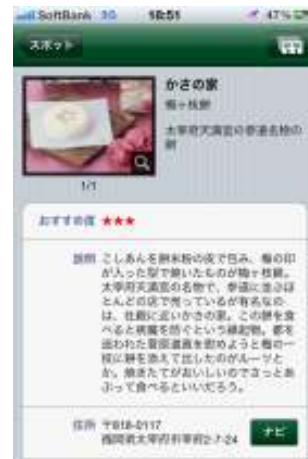 SoftBank 3G 18:51 47%
スポット
かさの家
梅ヶ枝餅
太宰府天満宮の参道名物の
餅
1/1
おすすめ度 ★★★
説明 こしあんを餅米粉の皮で包み、梅の印
が入った型で焼いたものが梅ヶ枝餅。
太宰府天満宮の名物で、参道に並ぶほ
とんどの店で売っているが有名なの
は、社殿に近いかさの家。この餅を食
べると病魔を防ぐという縁起物。都を
追われた菅原道真を慰めようと梅の一
枝に餅を添えて出したのがルーツと
か。焼きたてがおいしいのでさっとあ
ぶって食べるといいだろう。
住所 〒818-0117
福岡県太宰府市宰府2-7-24
ナビ